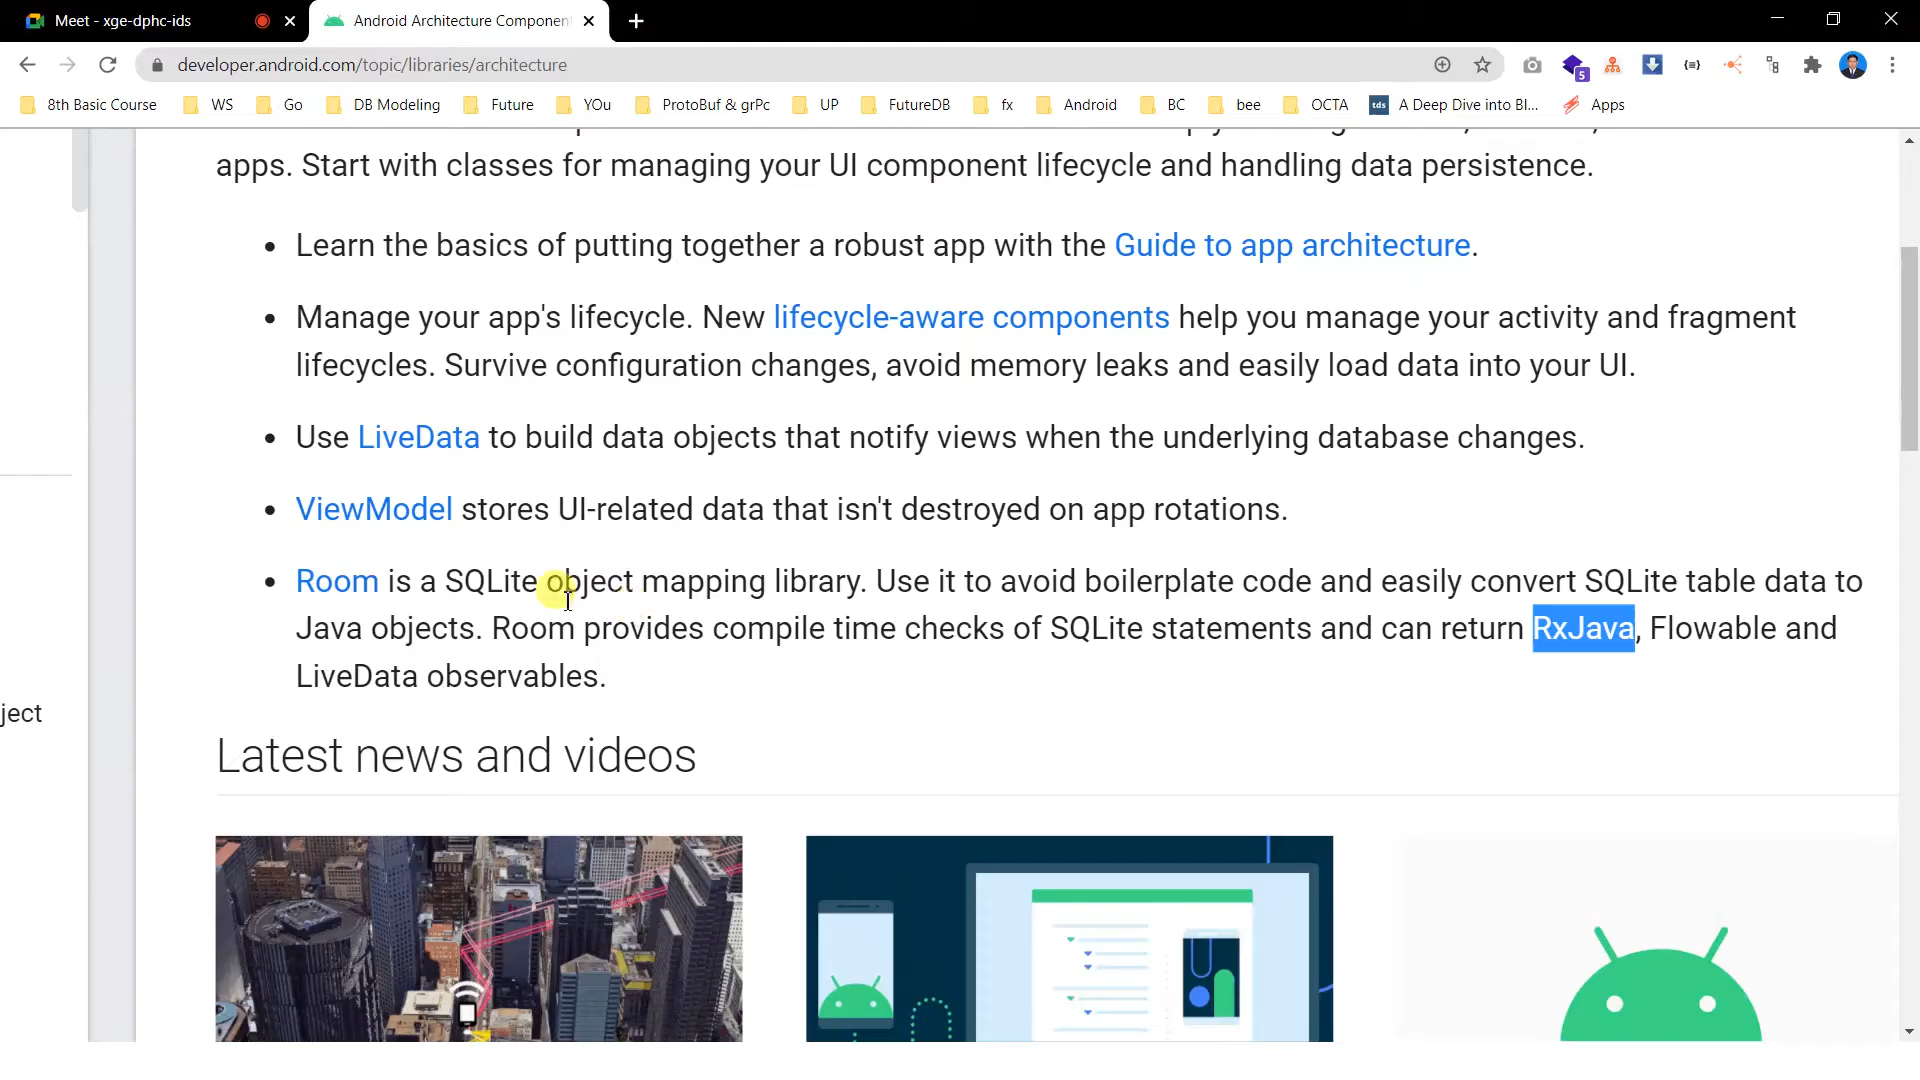 Meet - xge-dphc-ids
Android Architecture Componen
developer.android.com/topic/libraries/architecture
5
8th Basic Course
WS
Go
DB Modeling
Future
YOu
ProtoBuf & grPc
UP
FutureDB
fx
Android
BC
bee
OCTA
tds
A Deep Dive into Bl...
Apps
apps. Start with classes for managing your UI component lifecycle and handling data persistence.
• Learn the basics of putting together a robust app with the Guide to app architecture.
• Manage your app's lifecycle. New lifecycle-aware components help you manage your activity and fragment
lifecycles. Survive configuration changes, avoid memory leaks and easily load data into your UI.
• Use LiveData to build data objects that notify views when the underlying database changes.
• ViewModel stores UI-related data that isn't destroyed on app rotations.
• Room is a SQLite object mapping library. Use it to avoid boilerplate code and easily convert SQLite table data to
Java objects. Room provides compile time checks of SQLite statements and can return RxJava, Flowable and
LiveData observables.
ject
Latest news and videos